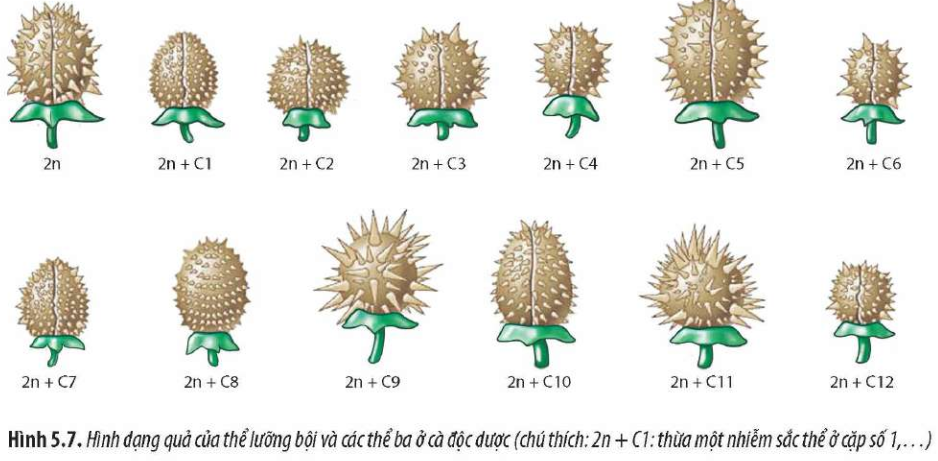 2n 2n + C1 2n + C2 2n + C3 2n + C4 2n + C5 2n + C6
2n + C7 2n + C8 2n + C9 2n + C10 2n + C11 2n + C12
Hình 5.7. Hình dạng quả của thể lưỡng bội và các thể ba ở cà độc dược (chú thích: 2n + C1: thừa một nhiễm sắc thể ở cặp số 1,...)